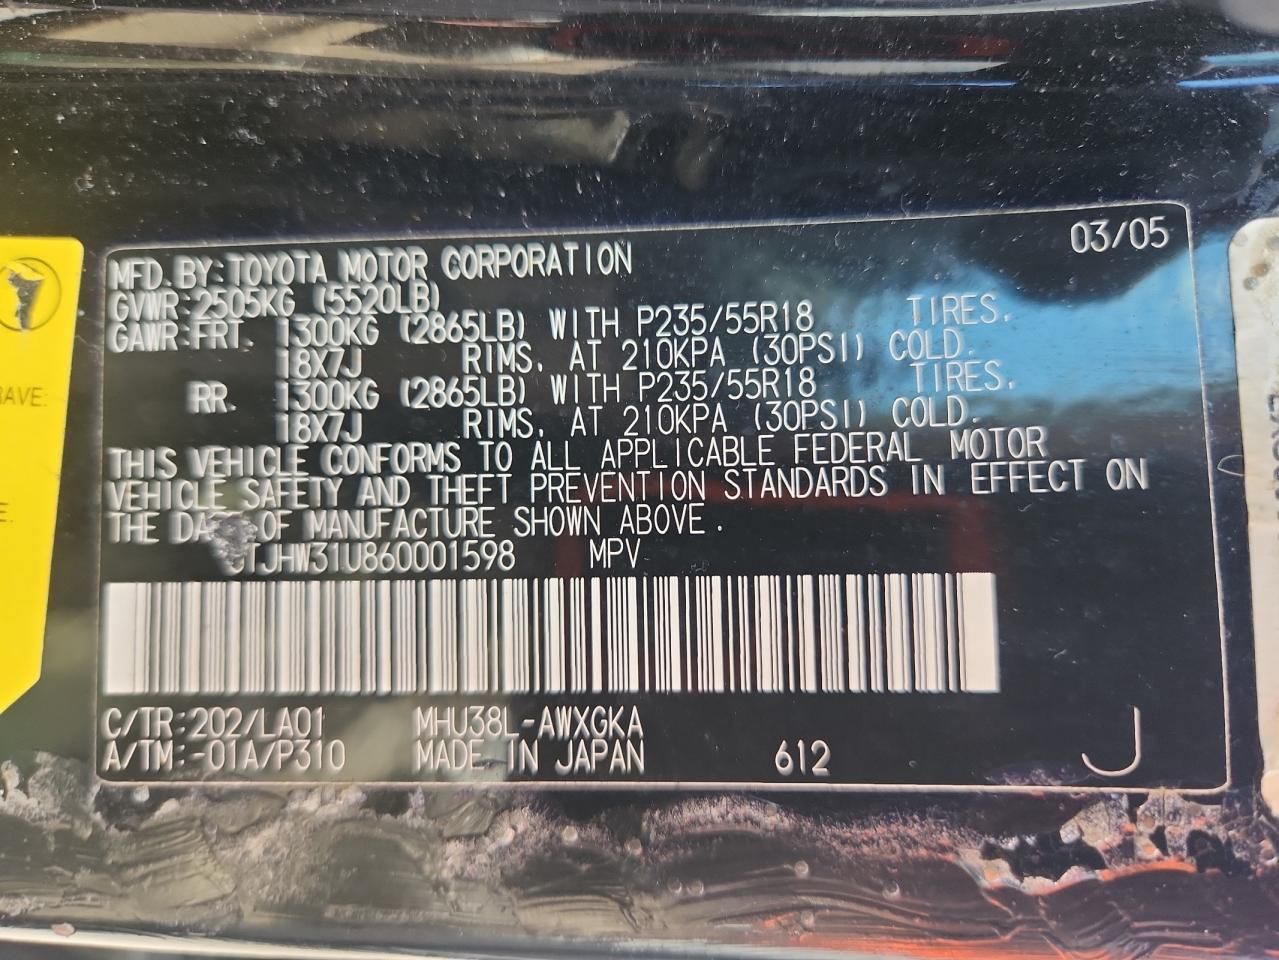 03/05
MFD. BY: TOYOTA MOTOR CORPORATION
GVWR: 2505KG (5520LB)
GAWR: FRT. 1300KG (2865LB) WITH P235/55R18 TIRES.
18X7J RIMS, AT 210KPA (30PSI) COLD.
RR. 1300KG (2865LB) WITH P235/55R18 TIRES.
18X7J RIMS, AT 210KPA (30PSI) COLD.
THIS VEHICLE CONFORMS TO ALL APPLICABLE FEDERAL MOTOR
VEHICLE SAFETY AND THEFT PREVENTION STANDARDS IN EFFECT ON
THE DATE OF MANUFACTURE SHOWN ABOVE.
JTJHW31U860001598 MPV
C/TR: 202/LA01 MHU38L-AWXGKA
A/TM: -01A/P310 MADE IN JAPAN 612 J